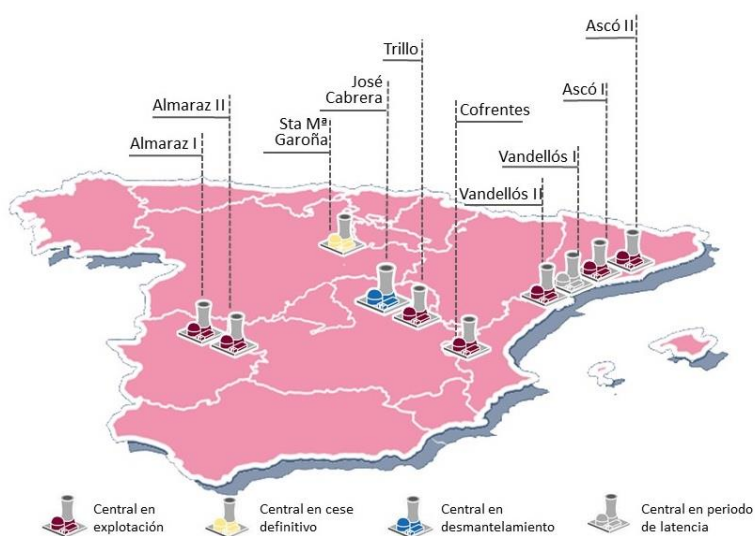 Ascó II
Trillo
José
Cabrera
Ascó I
Almaraz II
Cofrentes
Sta Mª
Garoña
Almaraz I
Vandellós I
Vandellós II
Central en
explotación
Central en cese
definitivo
Central en
desmantelamiento
Central en periodo
de latencia